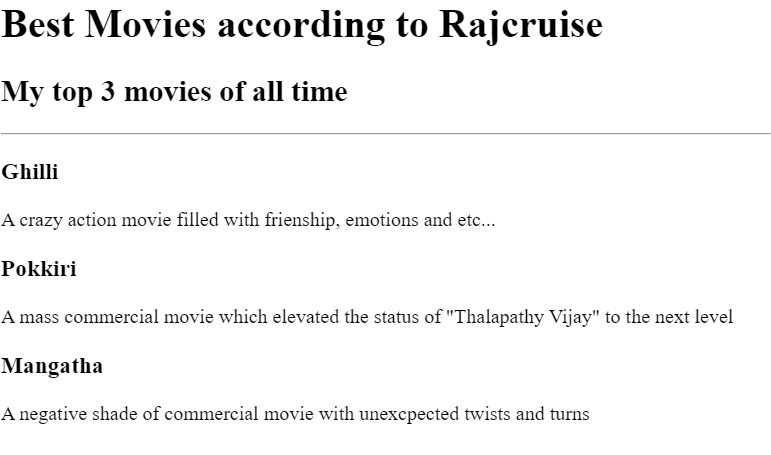 Best Movies according to Rajcruise
My top 3 movies of all time
Ghilli
A crazy action movie filled with frienship, emotions and etc...
Pokkiri
A mass commercial movie which elevated the status of "Thalapathy Vijay" to the next level
Mangatha
A negative shade of commercial movie with unexcpected twists and turns